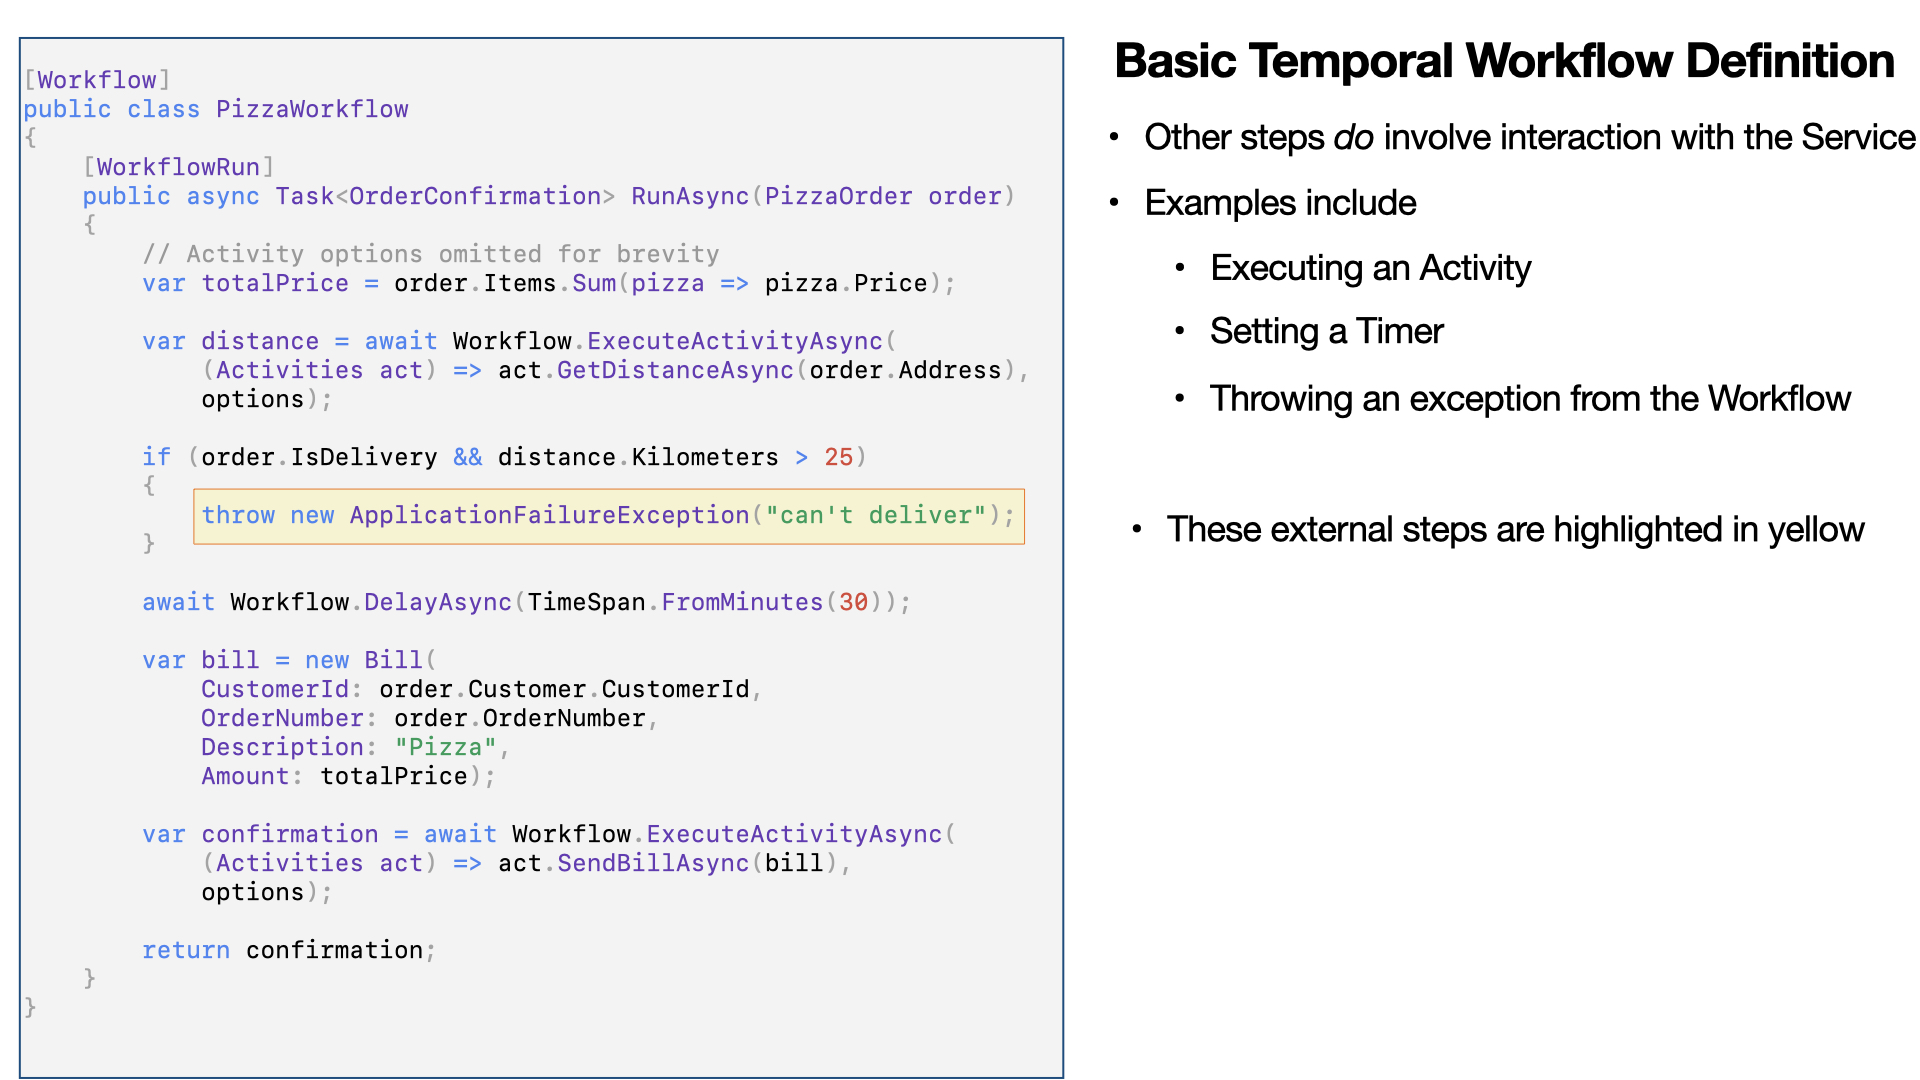 [Workflow]
public class PizzaWorkflow
{
    [WorkflowRun]
    public async Task<OrderConfirmation> RunAsync(PizzaOrder order)
    {
        // Activity options omitted for brevity
        var totalPrice = order.Items.Sum(pizza => pizza.Price);

        var distance = await Workflow.ExecuteActivityAsync(
            (Activities act) => act.GetDistanceAsync(order.Address),
            options);

        if (order.IsDelivery && distance.Kilometers > 25)
        {
            throw new ApplicationFailureException("can't deliver");
        }

        await Workflow.DelayAsync(TimeSpan.FromMinutes(30));

        var bill = new Bill(
            CustomerId: order.Customer.CustomerId,
            OrderNumber: order.OrderNumber,
            Description: "Pizza",
            Amount: totalPrice);

        var confirmation = await Workflow.ExecuteActivityAsync(
            (Activities act) => act.SendBillAsync(bill),
            options);

        return confirmation;
    }
}
Basic Temporal Workflow Definition
• Other steps do involve interaction with the Service
• Examples include
• Executing an Activity
• Setting a Timer
• Throwing an exception from the Workflow
• These external steps are highlighted in yellow